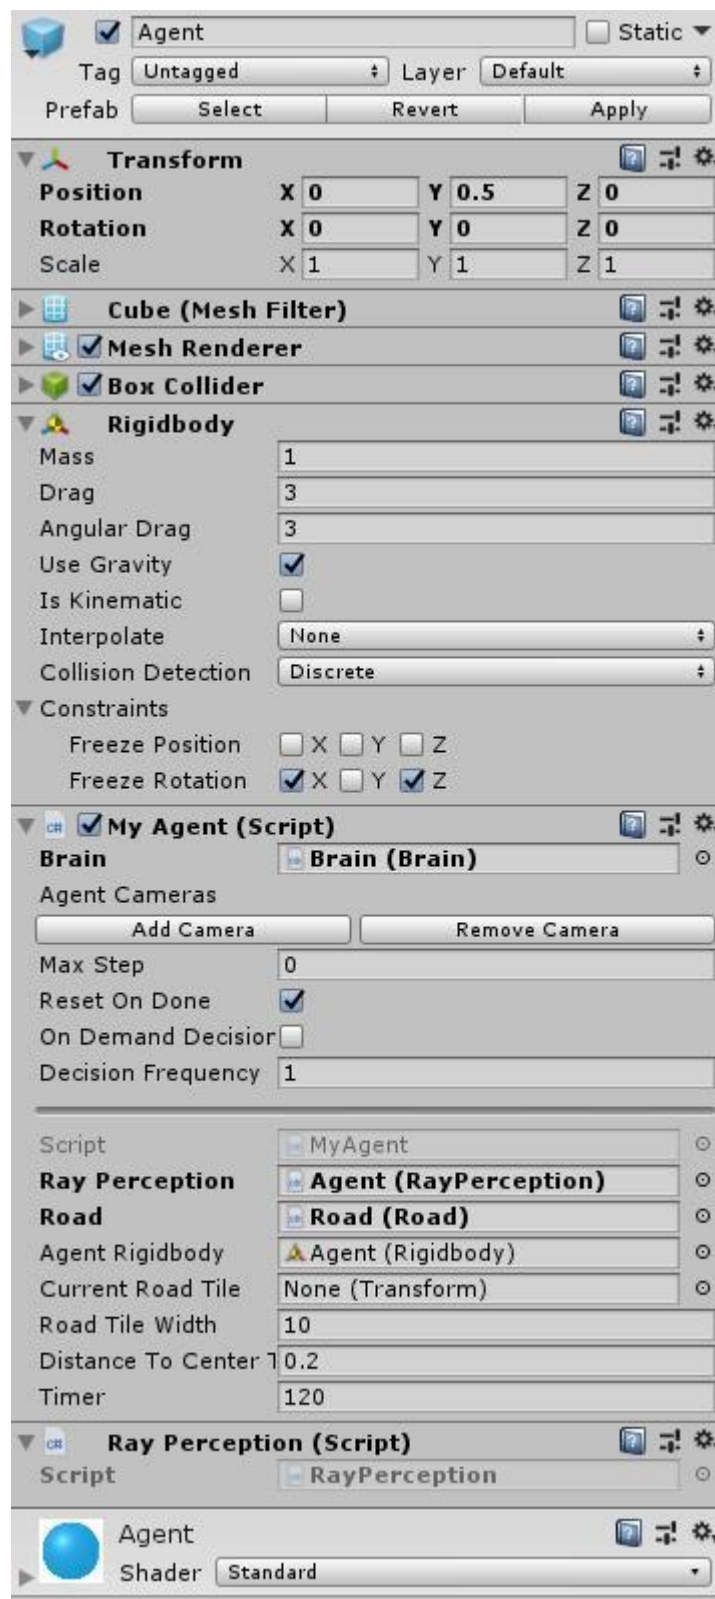 Agent Static
Tag Untagged Layer Default
Prefab Select Revert Apply
Transform
Position X 0 Y 0.5 Z 0
Rotation X 0 Y 0 Z 0
Scale X 1 Y 1 Z 1
Cube (Mesh Filter)
Mesh Renderer
Box Collider
Rigidbody
Mass 1
Drag 3
Angular Drag 3
Use Gravity
Is Kinematic
Interpolate None
Collision Detection Discrete
Constraints
Freeze Position X Y Z
Freeze Rotation X Y Z
c# My Agent (Script)
Brain Brain (Brain)
Agent Cameras
Add Camera Remove Camera
Max Step 0
Reset On Done
On Demand Decision
Decision Frequency 1
Script MyAgent
Ray Perception Agent (RayPerception)
Road Road (Road)
Agent Rigidbody Agent (Rigidbody)
Current Road Tile None (Transform)
Road Tile Width 10
Distance To Center T 0.2
Timer 120
c# Ray Perception (Script)
Script RayPerception
Agent
Shader Standard